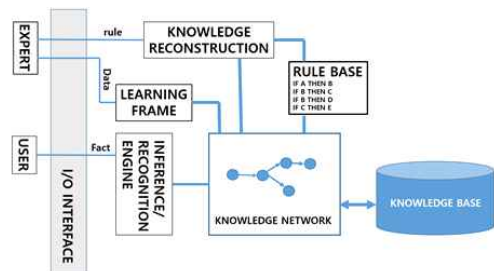 EXPERT
rule
KNOWLEDGE
RECONSTRUCTION
Data
LEARNING
FRAME
RULE BASE
IF A THEN B
IF B THEN C
IF B THEN D
IF C THEN E
USER
Fact
INFERENCE/
RECOGNITION
ENGINE
I/O INTERFACE
KNOWLEDGE NETWORK
KNOWLEDGE BASE